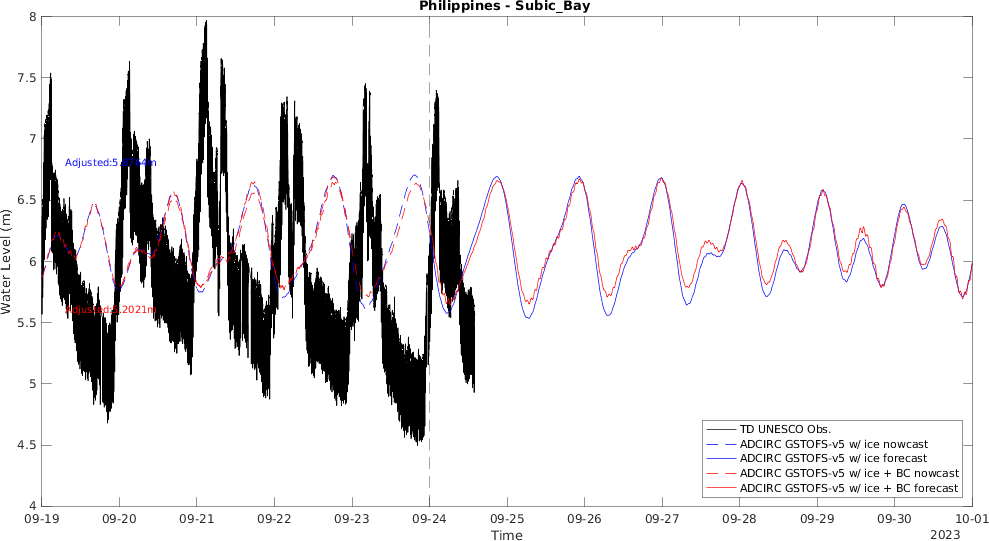 Philippines - Subic_Bay
Water Level (m)
8
7.5
7
6.5
6
5.5
5
4.5
4
Adjusted:
Adjusted:
TD UNESCO Obs.
ADCIRC GSTOFS-v5 w/ ice nowcast
ADCIRC GSTOFS-v5 w/ ice forecast
ADCIRC GSTOFS-v5 w/ ice + BC nowcast
ADCIRC GSTOFS-v5 w/ ice + BC forecast
09-19 09-20 09-21 09-22 09-23 09-24 09-25 09-26 09-27 09-28 09-29 09-30 10-01
Time
2023